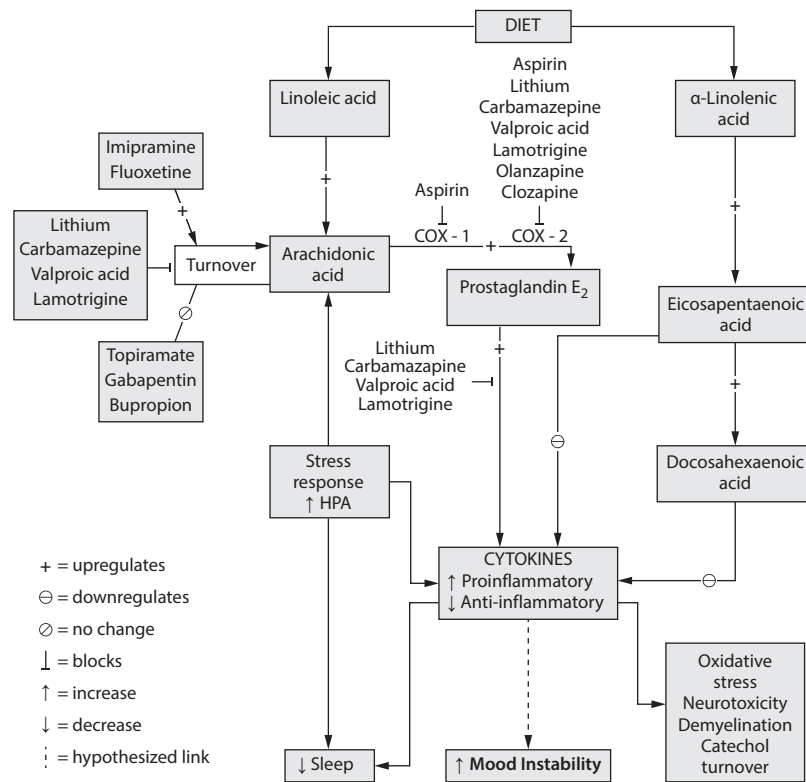 DIET
Linoleic acid
Aspirin
Lithium
Carbamazepine
Valproic acid
Lamotrigine
Olanzapine
Clozapine
α-Linolenic
acid
Imipramine
Fluoxetine
+
+
+
Lithium
Carbamazepine
Valproic acid
Lamotrigine
Turnover
Arachidonic
acid
Aspirin
COX - 1
+
COX - 2
Prostaglandin E₂
Eicosapentaenoic
acid
Topiramate
Gabapentin
Bupropion
+
Lithium
Carbamazapine
Valproic acid
Lamotrigine
+
Stress
response
↑ HPA
Docosahexaenoic
acid
CYTOKINES
↑ Proinflammatory
↓ Anti-inflammatory
+ = upregulates
⊖ = downregulates
⊘ = no change
⊥ = blocks
↑ = increase
↓ = decrease
¦ = hypothesized link
Oxidative
stress
Neurotoxicity
Demyelination
Catechol
turnover
↓ Sleep
↑ Mood Instability